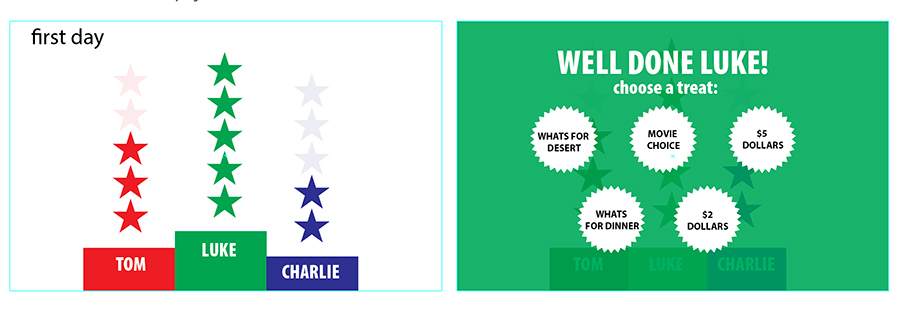 first day
TOM
LUKE
CHARLIE
WELL DONE LUKE!
choose a treat:
WHATS FOR
DESERT
MOVIE
CHOICE
$5
DOLLARS
WHATS
FOR DINNER
$2
DOLLARS
TOM
LUKE
CHARLIE